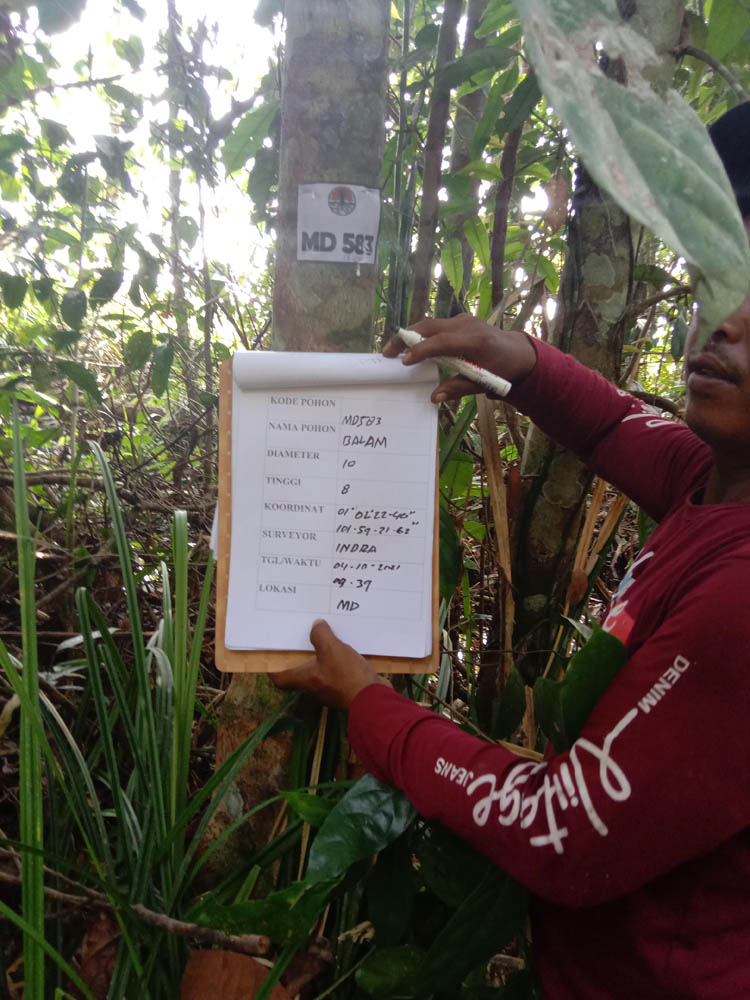 MD 583
KODE POHON MD583
NAMA POHON BALAM
DIAMETER 10
TINGGI 8
KOORDINAT 01°02'22-40"
101-59-21-62"
SURVEYOR INDRA
TGL/WAKTU 04-10-2021
09.37
LOKASI MD
DENIM
JEANS